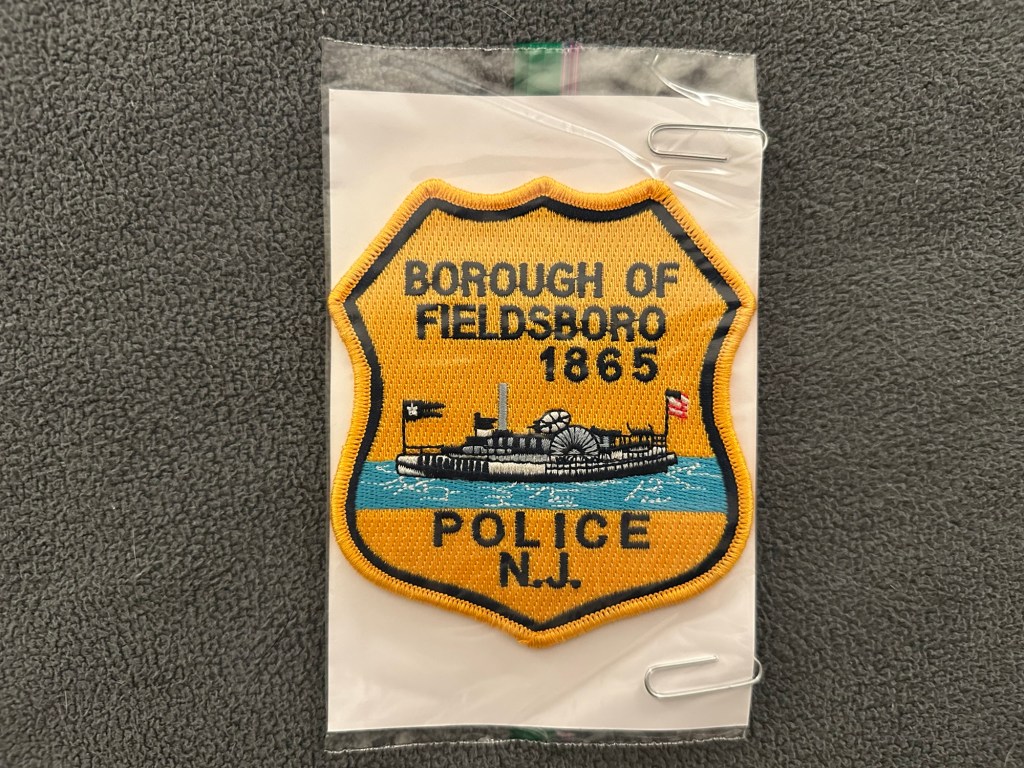 BOROUGH OF
FIELDSBORO
1865
POLICE
N.J.